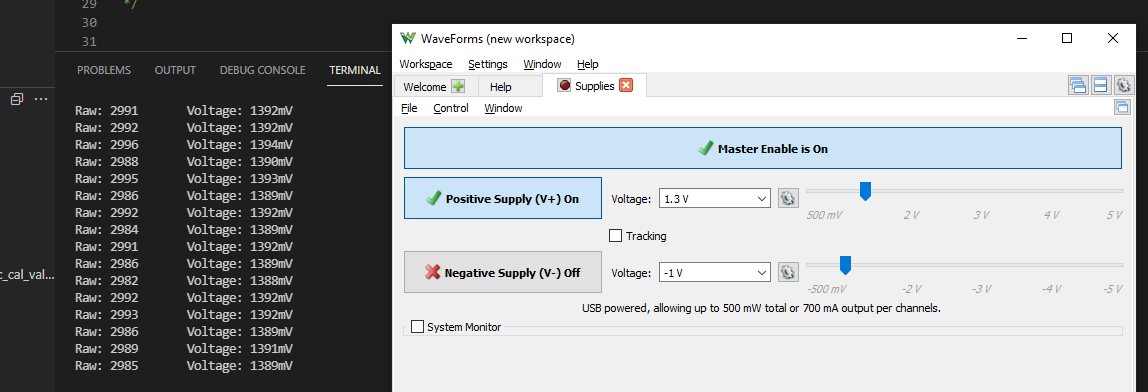 29 */
30
31
PROBLEMS OUTPUT DEBUG CONSOLE TERMINAL
Raw: 2991 Voltage: 1392mV
Raw: 2992 Voltage: 1392mV
Raw: 2996 Voltage: 1394mV
Raw: 2988 Voltage: 1390mV
Raw: 2995 Voltage: 1393mV
Raw: 2986 Voltage: 1389mV
Raw: 2992 Voltage: 1392mV
Raw: 2984 Voltage: 1389mV
Raw: 2991 Voltage: 1392mV
Raw: 2986 Voltage: 1389mV
Raw: 2982 Voltage: 1388mV
Raw: 2992 Voltage: 1392mV
Raw: 2993 Voltage: 1392mV
Raw: 2986 Voltage: 1389mV
Raw: 2989 Voltage: 1391mV
Raw: 2985 Voltage: 1389mV
c_cal_val...
WaveForms (new workspace)
Workspace Settings Window Help
Welcome Help Supplies
File Control Window
Master Enable is On
Positive Supply (V+) On Voltage: 1.3 V
500 mV 2 V 3 V 4 V 5 V
Tracking
Negative Supply (V-) Off Voltage: -1 V
-500 mV -2 V -3 V -4 V -5 V
USB powered, allowing up to 500 mW total or 700 mA output per channels.
System Monitor